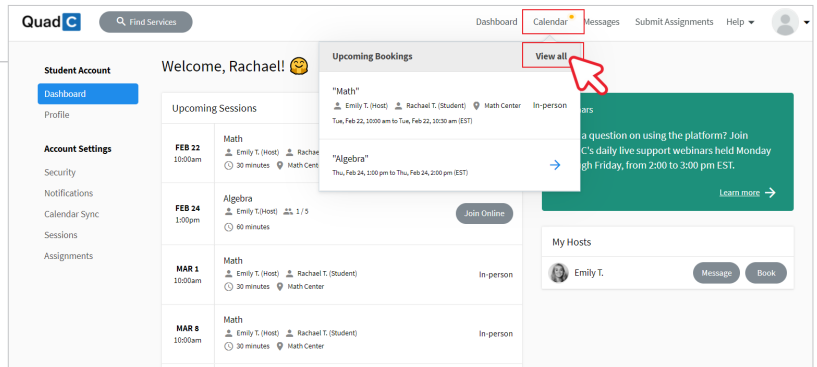 QuadC
Find Services
Dashboard Calendar Messages Submit Assignments Help
Student Account
Dashboard
Profile
Account Settings
Security
Notifications
Calendar Sync
Sessions
Assignments
Welcome, Rachael!
Upcoming Sessions
FEB 22
10:00am
Math
Emily T. (Host) Rachae
30 minutes Math Cent
FEB 24
1:00pm
Algebra
Emily T.(Host) 1 / 5
60 minutes
Join Online
MAR 1
10:00am
Math
Emily T. (Host) Rachael T. (Student)
30 minutes Math Center
In-person
MAR 8
10:00am
Math
Emily T. (Host) Rachael T. (Student)
30 minutes Math Center
In-person
Upcoming Bookings View all
"Math"
Emily T. (Host) Rachael T. (Student) Math Center In-person
Tue, Feb 22, 10:00 am to Tue, Feb 22, 10:30 am (EST)
"Algebra"
Thu, Feb 24, 1:00 pm to Thu, Feb 24, 2:00 pm (EST)
ars
a question on using the platform? Join
C's daily live support webinars held Monday
gh Friday, from 2:00 to 3:00 pm EST.
Learn more
My Hosts
Emily T. Message Book